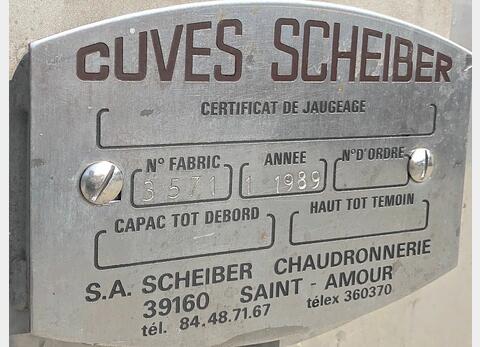 CUVES SCHEIBER
CERTIFICAT DE JAUGEAGE
N° FABRIC ANNEE N°D'ORDRE
3571 1 1989
CAPAC TOT DEBORD HAUT TOT TEMOIN
S.A. SCHEIBER CHAUDRONNERIE
39160 SAINT - AMOUR
tél. 84.48.71.67 télex 360370